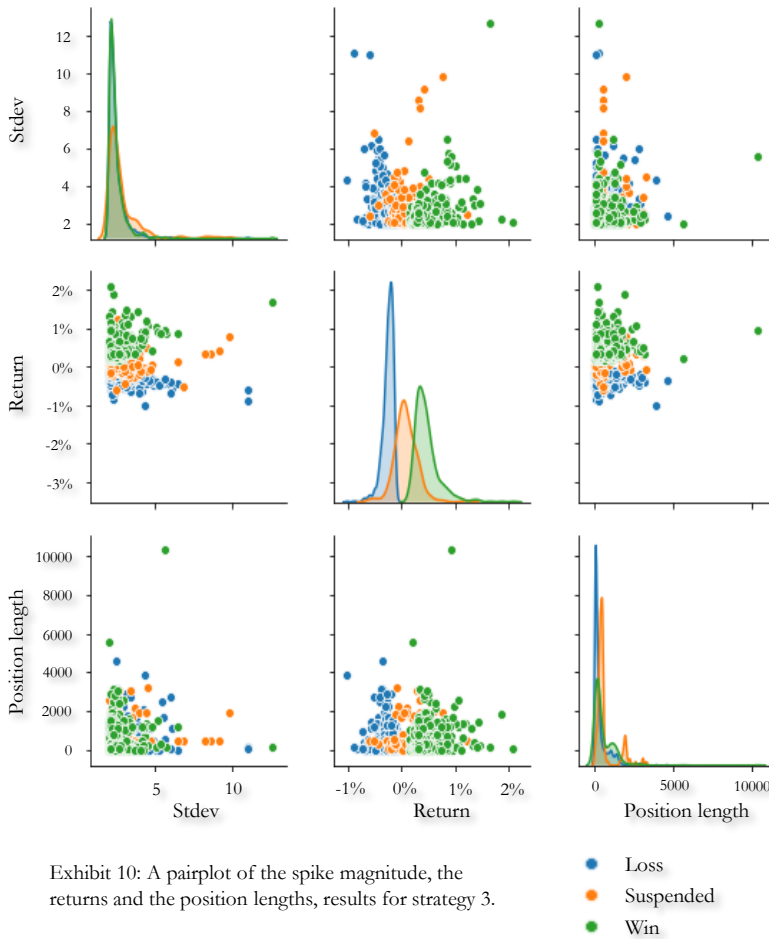 12
10
8
6
4
2
Stdev
2%
1%
0%
-1%
-2%
-3%
Return
10000
8000
6000
4000
2000
0
Position length
5
10
Stdev
-1%
0%
1%
2%
Return
0
5000
10000
Position length
Exhibit 10: A pairplot of the spike magnitude, the
returns and the position lengths, results for strategy 3.
Loss
Suspended
Win